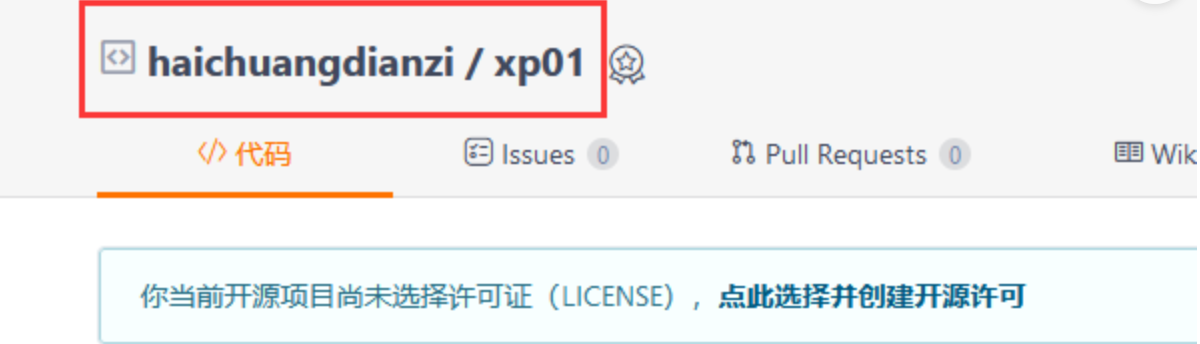 haichuangdianzi / xp01
代码 Issues 0 Pull Requests 0 Wik
你当前开源项目尚未选择许可证（LICENSE），点此选择并创建开源许可